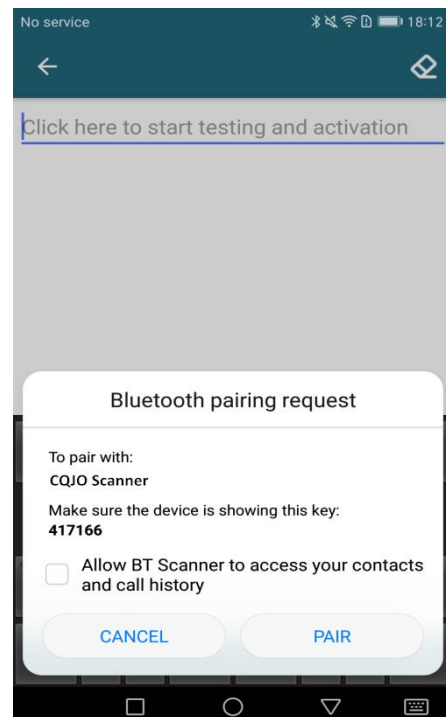 No service 18:12
Click here to start testing and activation
Bluetooth pairing request
To pair with:
CQJO Scanner
Make sure the device is showing this key:
417166
Allow BT Scanner to access your contacts
and call history
CANCEL PAIR